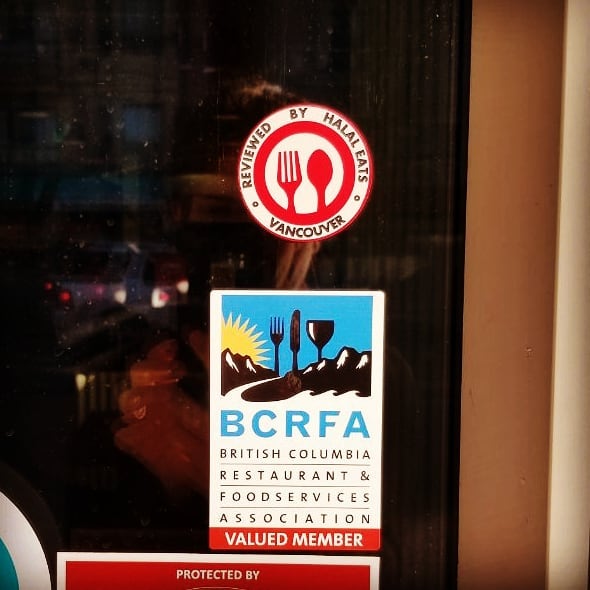 REVIEWED BY HALAL EATS
VANCOUVER
BCRFA
BRITISH COLUMBIA
RESTAURANT &
FOODSERVICES
ASSOCIATION
VALUED MEMBER
PROTECTED BY